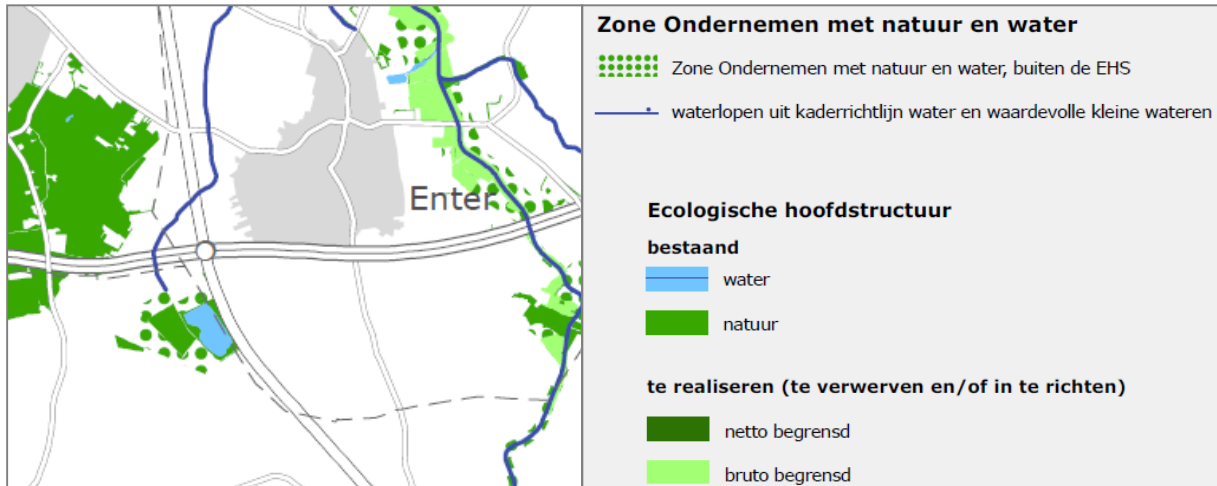 Enter
Zone Ondernemen met natuur en water
Zone Ondernemen met natuur en water, buiten de EHS
waterlopen uit kaderrichtlijn water en waardevolle kleine wateren
Ecologische hoofdstructuur
bestaand
water
natuur
te realiseren (te verwerven en/of in te richten)
netto begrensd
bruto begrensd